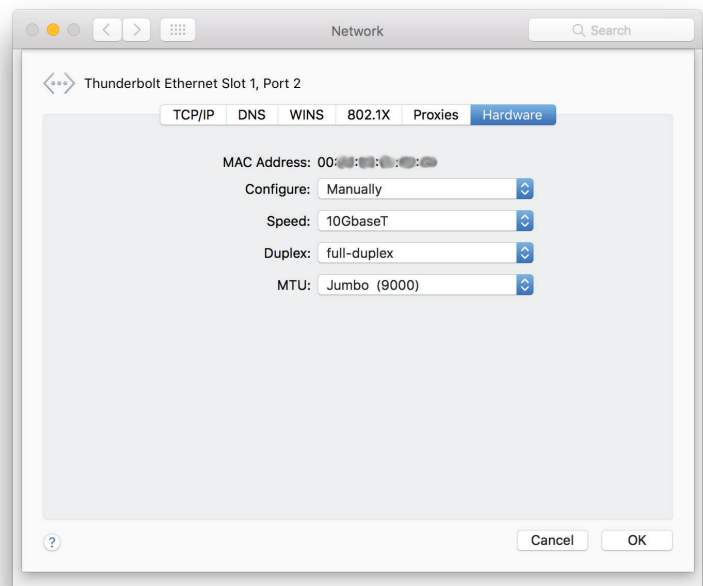 Network
Search
Thunderbolt Ethernet Slot 1, Port 2
TCP/IP DNS WINS 802.1X Proxies Hardware
MAC Address: 00:
Configure: Manually
Speed: 10GbaseT
Duplex: full-duplex
MTU: Jumbo (9000)
? Cancel OK